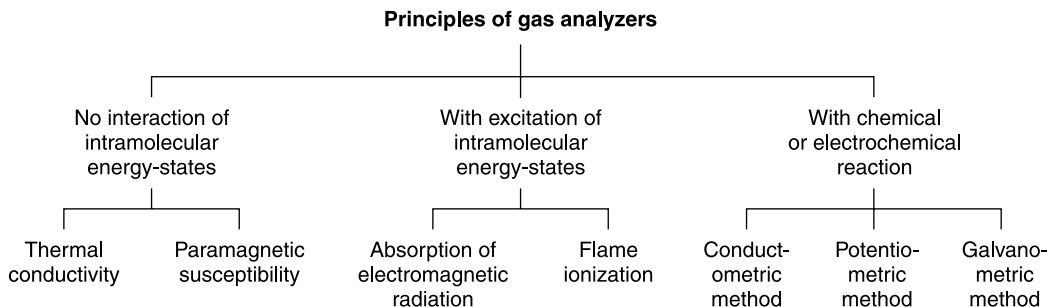 Principles of gas analyzers
No interaction of
intramolecular
energy-states
With excitation of
intramolecular
energy-states
With chemical
or electrochemical
reaction
Thermal
conductivity
Paramagnetic
susceptibility
Absorption of
electromagnetic
radiation
Flame
ionization
Conduct-
ometric
method
Potentio-
metric
method
Galvano-
metric
method